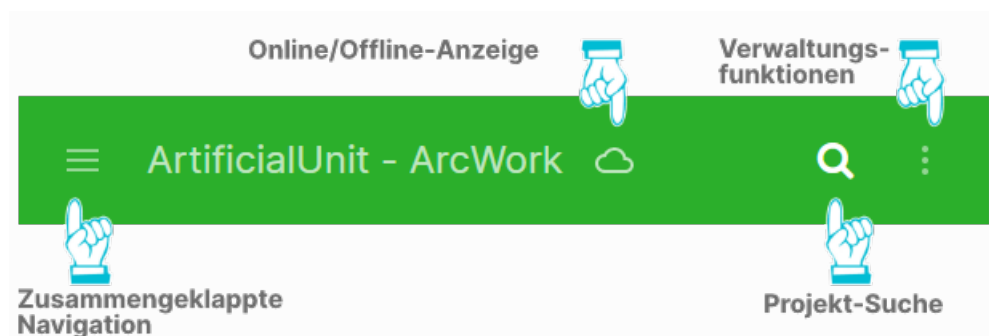 Online/Offline-Anzeige
Verwaltungs-
funktionen
ArtificialUnit - ArcWork
Zusammengeklappte
Navigation
Projekt-Suche